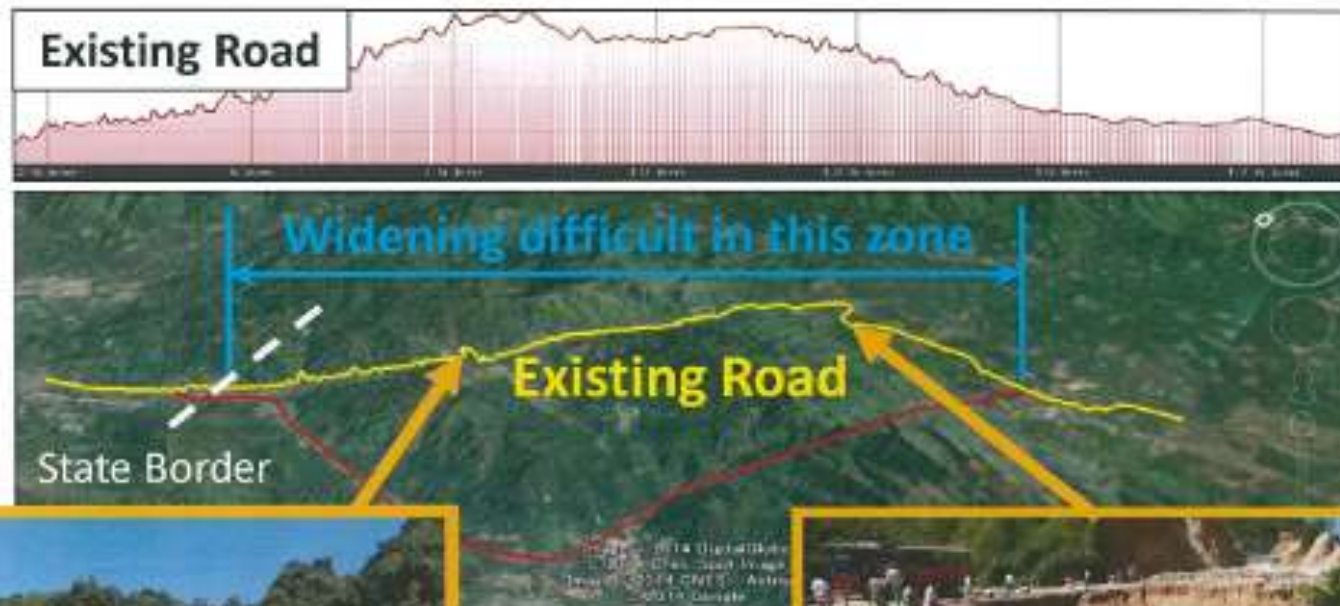 Existing Road
Widening difficult in this zone
Existing Road
State Border